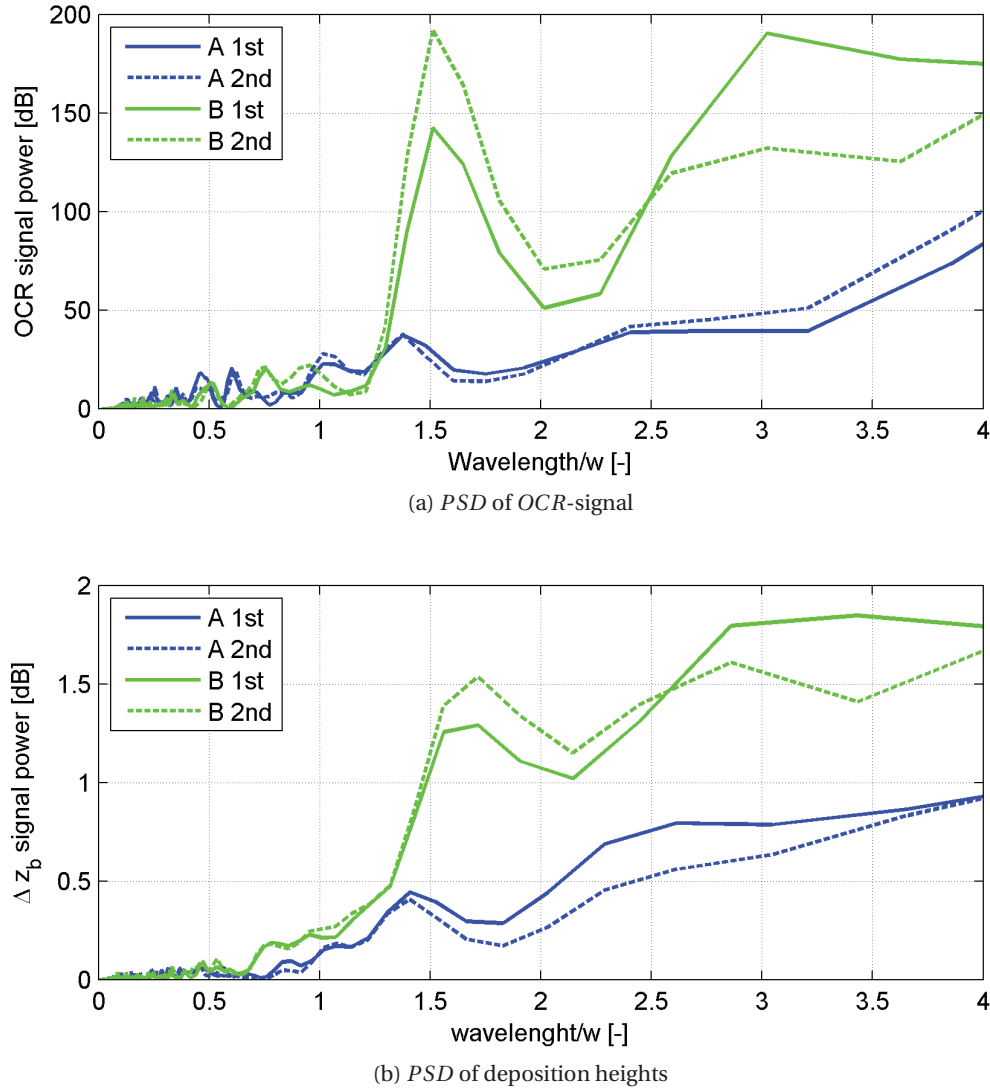 200
150
100
50
0
OCR signal power [dB]
A 1st
A 2nd
B 1st
B 2nd
0 0.5 1 1.5 2 2.5 3 3.5 4
Wavelength/w [-]
(a) PSD of OCR-signal
2
1.5
1
0.5
0
Δ z_b signal power [dB]
A 1st
A 2nd
B 1st
B 2nd
0 0.5 1 1.5 2 2.5 3 3.5 4
wavelenght/w [-]
(b) PSD of deposition heights